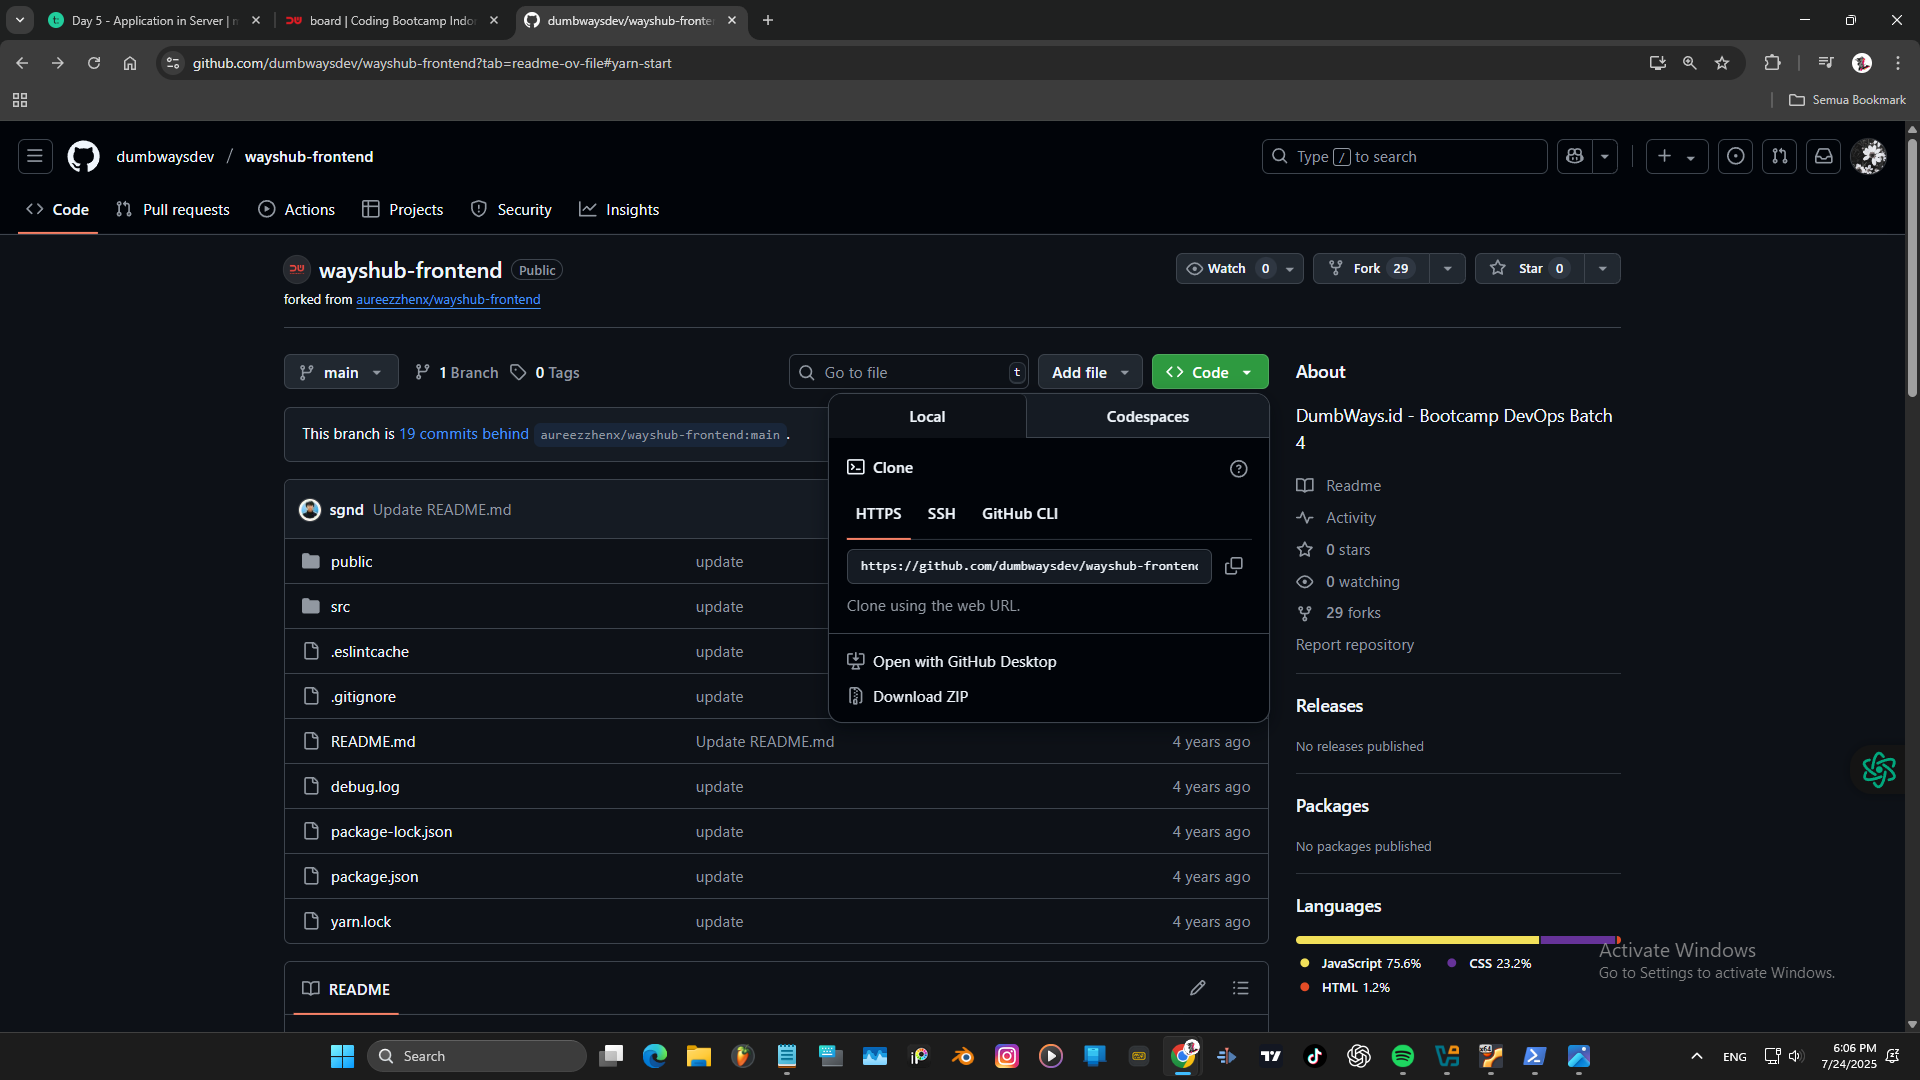 Day 5 - Application in Server |
board | Coding Bootcamp Indo
dumbwaysdev/wayshub-fronte
github.com/dumbwaysdev/wayshub-frontend?tab=readme-ov-file#yarn-start
Semua Bookmark
dumbwaysdev / wayshub-frontend
Type / to search
Code
Pull requests
Actions
Projects
Security
Insights
wayshub-frontend Public
Watch 0
Fork 29
Star 0
forked from aureezzhenx/wayshub-frontend
main
1 Branch
0 Tags
Go to file
t
Add file
<> Code
This branch is 19 commits behind aureezzhenx/wayshub-frontend:main .
sgnd Update README.md
public update
src update
.eslintcache update
.gitignore update
README.md Update README.md 4 years ago
debug.log update 4 years ago
package-lock.json update 4 years ago
package.json update 4 years ago
yarn.lock update 4 years ago
README
Local
Codespaces
Clone
HTTPS
SSH
GitHub CLI
https://github.com/dumbwaysdev/wayshub-frontend
Clone using the web URL.
Open with GitHub Desktop
Download ZIP
About
DumbWays.id - Bootcamp DevOps Batch
4
Readme
Activity
0 stars
0 watching
29 forks
Report repository
Releases
No releases published
Packages
No packages published
Languages
JavaScript 75.6%
CSS 23.2%
HTML 1.2%
Activate Windows
Go to Settings to activate Windows.
Search
ENG
6:06 PM
7/24/2025